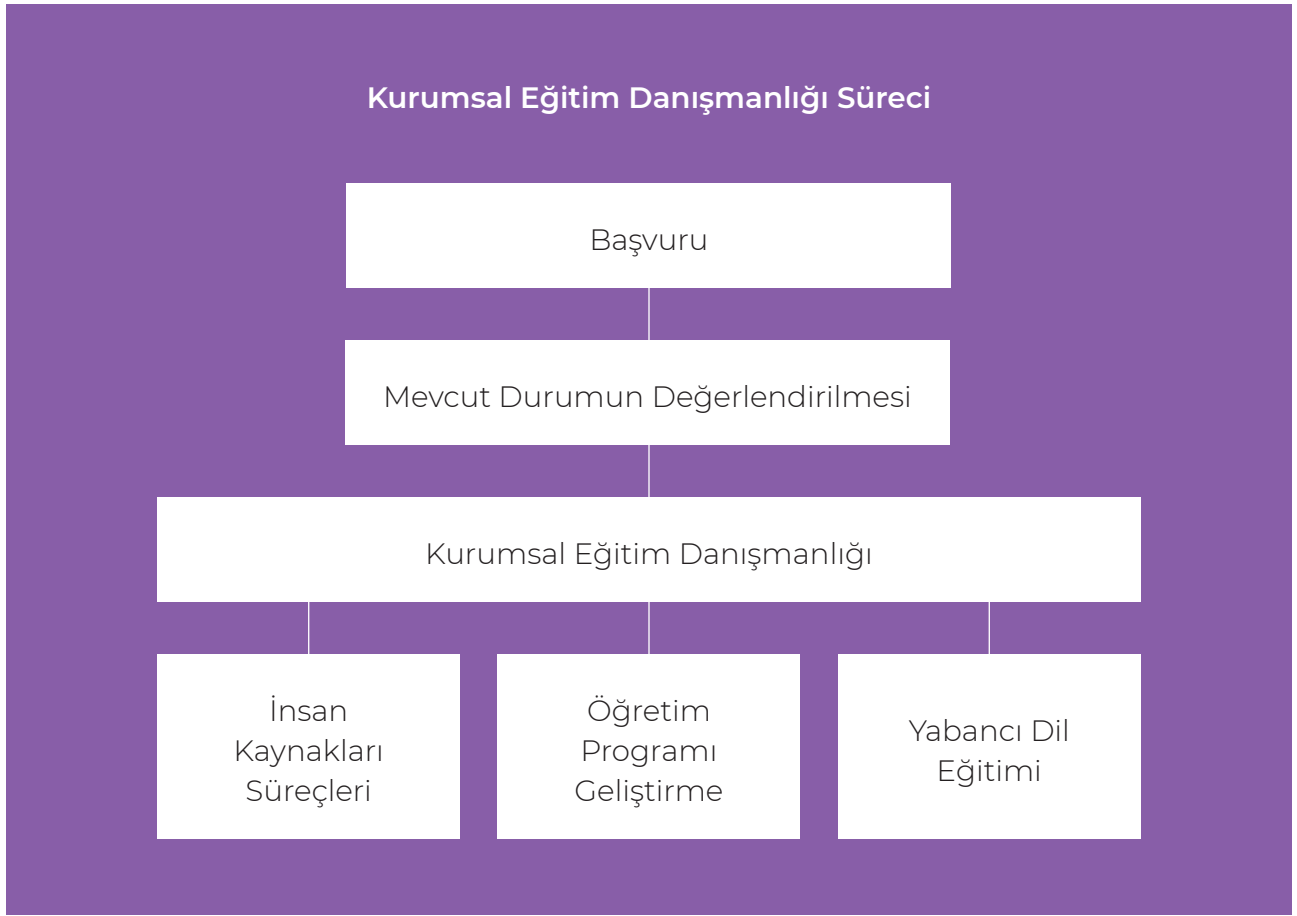 Kurumsal Eğitim Danışmanlığı Süreci
Başvuru
Mevcut Durumun Değerlendirilmesi
Kurumsal Eğitim Danışmanlığı
İnsan
Kaynakları
Süreçleri
Öğretim
Programı
Geliştirme
Yabancı Dil
Eğitimi